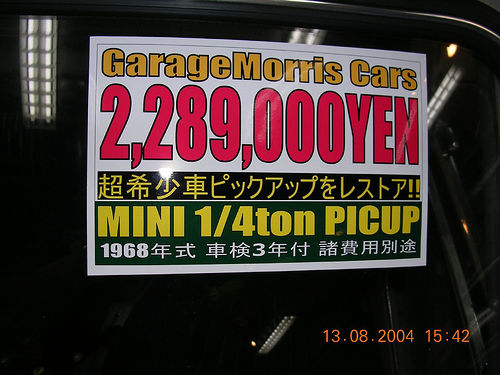 GarageMorris Cars
2,289,000YEN
超希少車ピックアップをレストア!!
MINI 1/4ton PICUP
1968年式 車検3年付 諸費用別途
13.08.2004 15:42